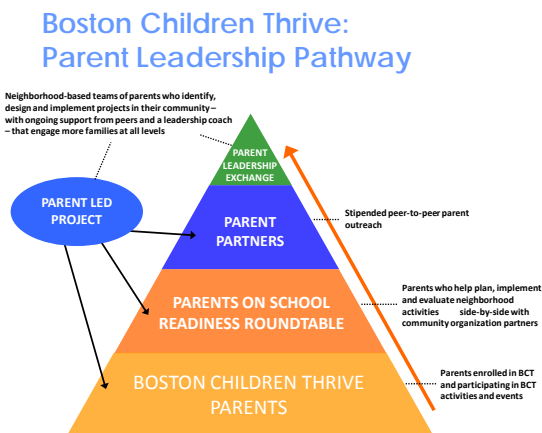 Boston Children Thrive:
Parent Leadership Pathway
Neighborhood-based teams of parents who identify,
design and implement projects in their community –
with ongoing support from peers and a leadership coach
– that engage more families at all levels
PARENT
LEADERSHIP
EXCHANGE
PARENT LED
PROJECT
PARENT
PARTNERS
Stipended peer-to-peer parent
outreach
PARENTS ON SCHOOL
READINESS ROUNDTABLE
Parents who help plan, implement
and evaluate neighborhood
activities side-by-side with
community organization partners
BOSTON CHILDREN THRIVE
PARENTS
Parents enrolled in BCT
and participating in BCT
activities and events